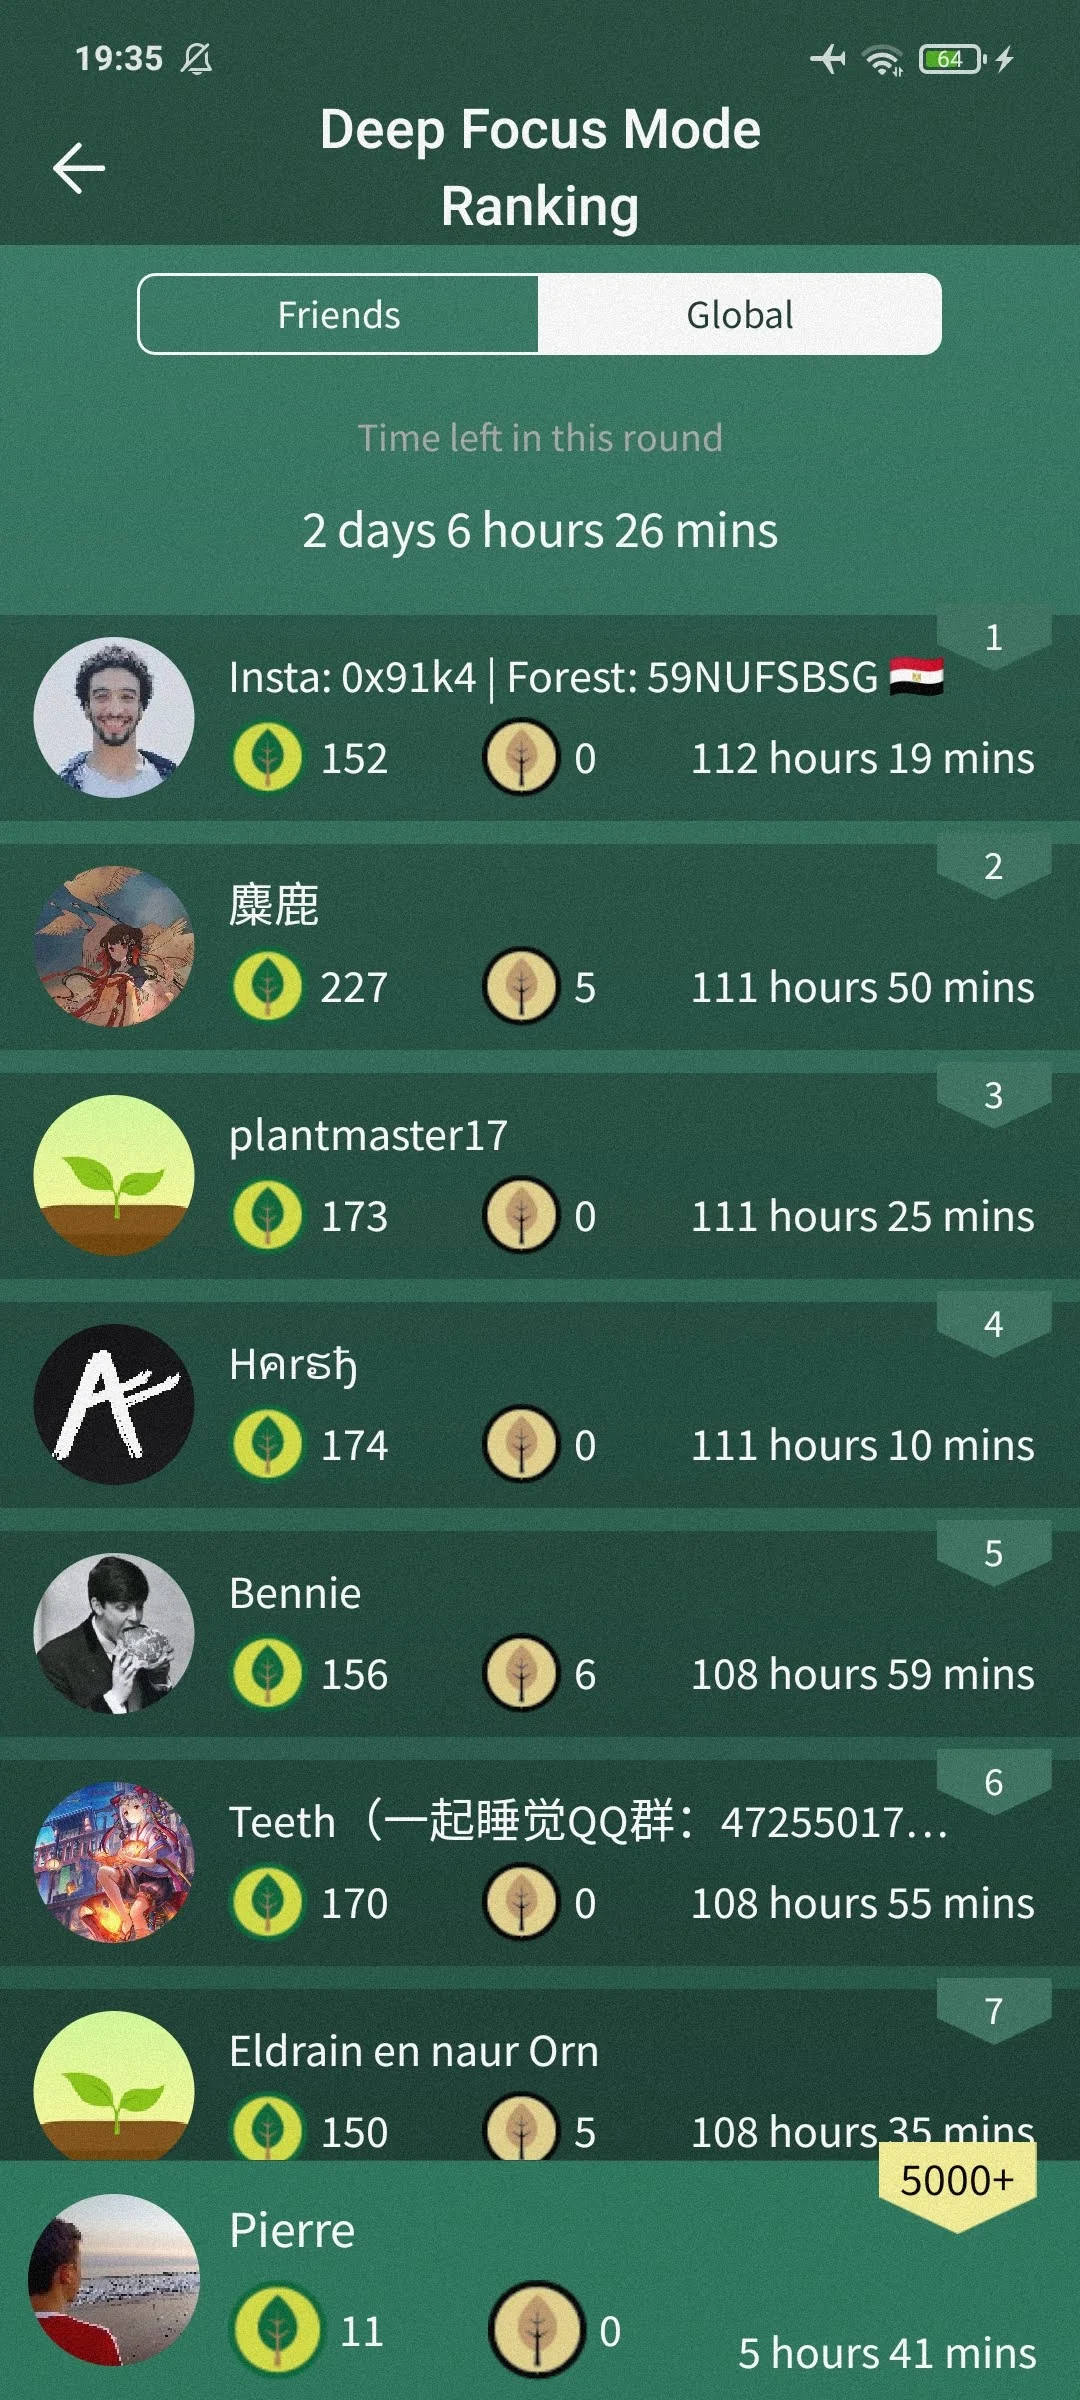 19:35
64
Deep Focus Mode
Ranking
Friends
Global
Time left in this round
2 days 6 hours 26 mins
1
Insta: 0x91k4 | Forest: 59NUFSBSG 🇪🇬
152
0
112 hours 19 mins
2
麋鹿
227
5
111 hours 50 mins
3
plantmaster17
173
0
111 hours 25 mins
4
Hคrรђ
174
0
111 hours 10 mins
5
Bennie
156
6
108 hours 59 mins
6
Teeth（一起睡觉QQ群：47255017...
170
0
108 hours 55 mins
7
Eldrain en naur Orn
150
5
108 hours 35 mins
5000+
Pierre
11
0
5 hours 41 mins